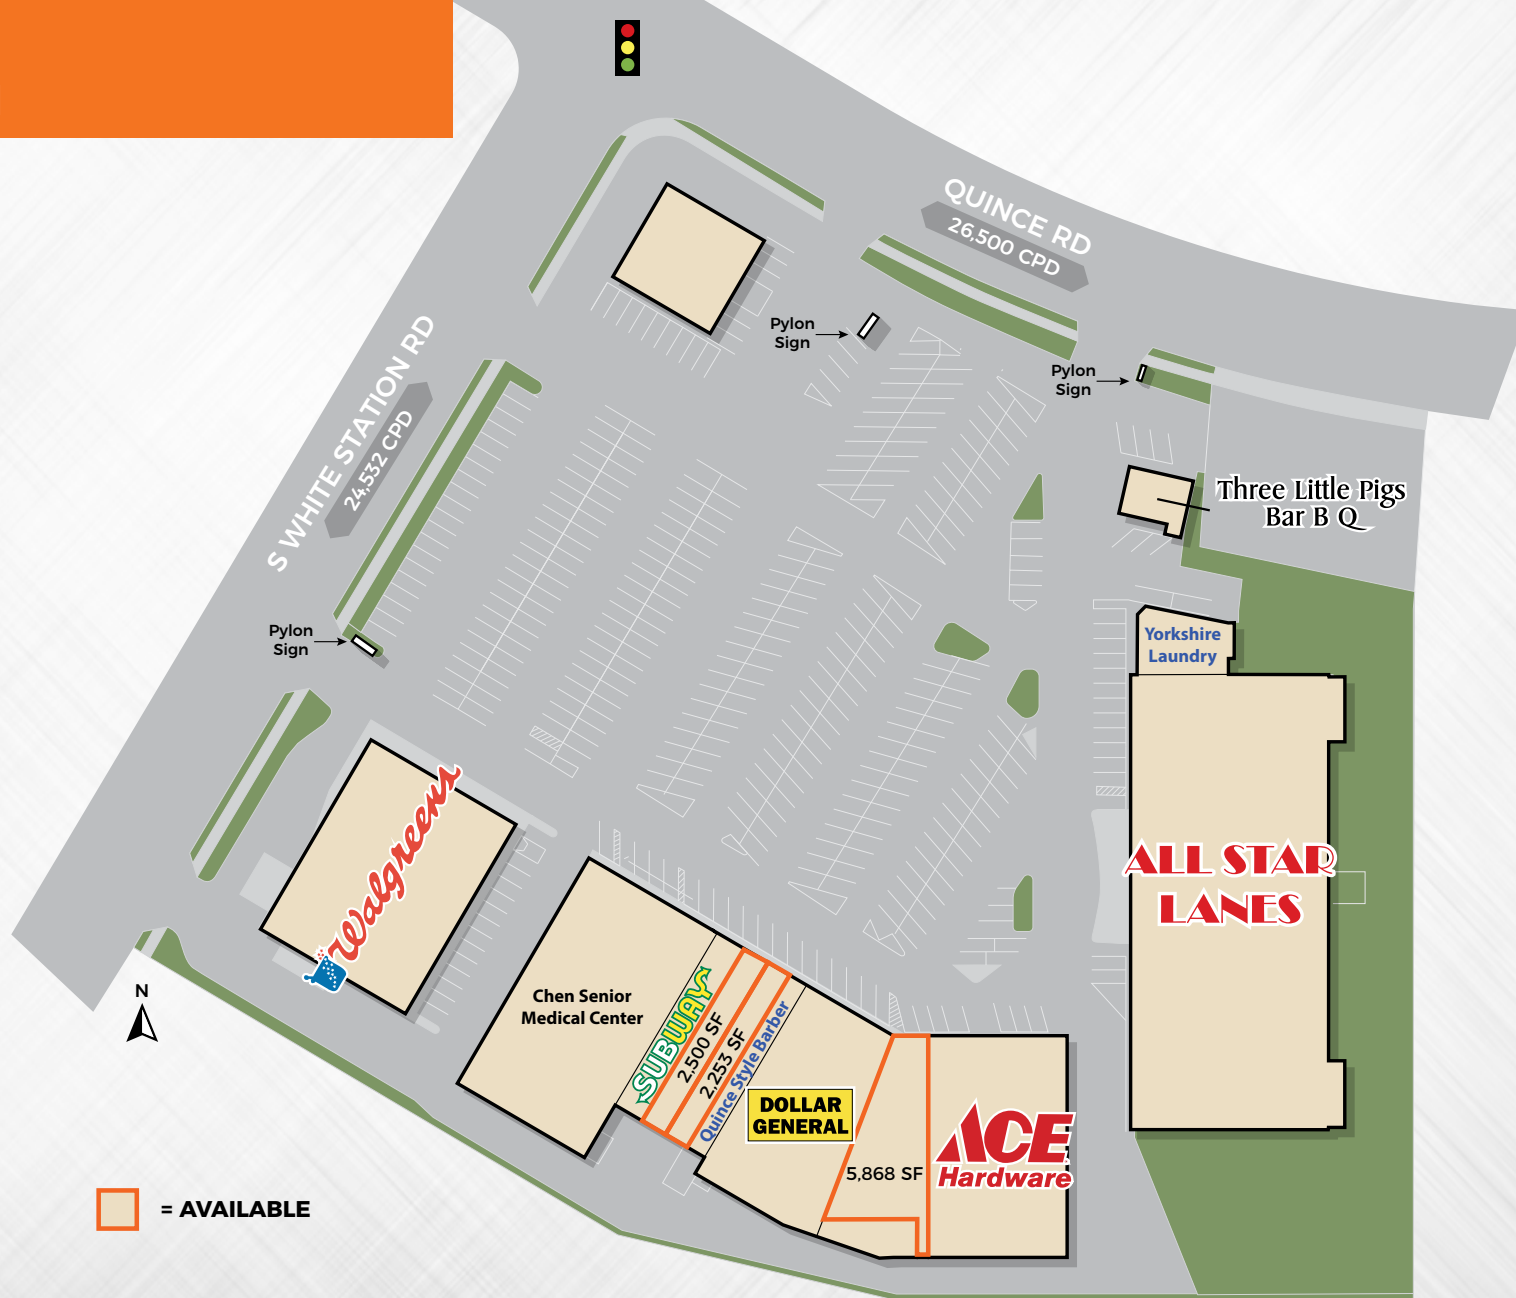 QUINCE RD
26,500 CPD
Pylon
Sign
Pylon
Sign
S WHITE STATION RD
24,532 CPD
Three Little Pigs
Bar B Q
Pylon
Sign
Yorkshire
Laundry
Walgreens
ALL STAR
LANES
Chen Senior
Medical Center
SUBWAY
2,500 SF
2,253 SF
Quince Style Barber
DOLLAR
GENERAL
5,868 SF
ACE
Hardware
N
= AVAILABLE